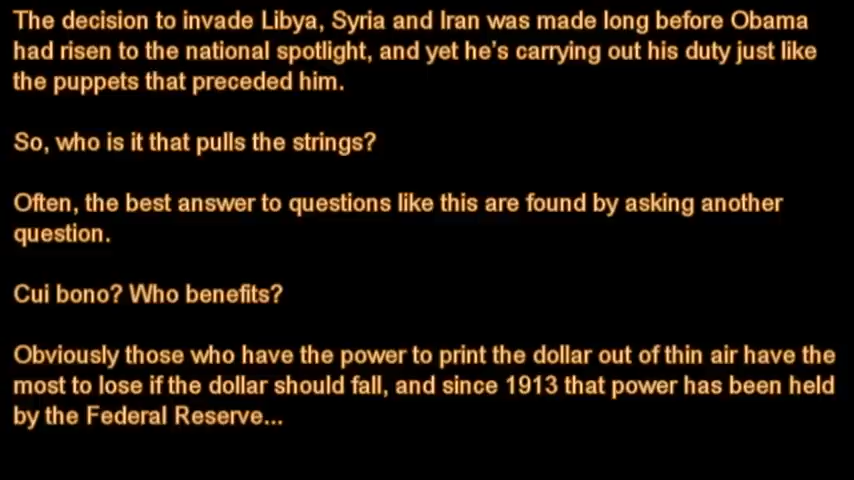 The decision to invade Libya, Syria and Iran was made long before Obama
had risen to the national spotlight, and yet he's carrying out his duty just like
the puppets that preceded him.
So, who is it that pulls the strings?
Often, the best answer to questions like this are found by asking another
question.
Cui bono? Who benefits?
Obviously those who have the power to print the dollar out of thin air have the
most to lose if the dollar should fall, and since 1913 that power has been held
by the Federal Reserve...